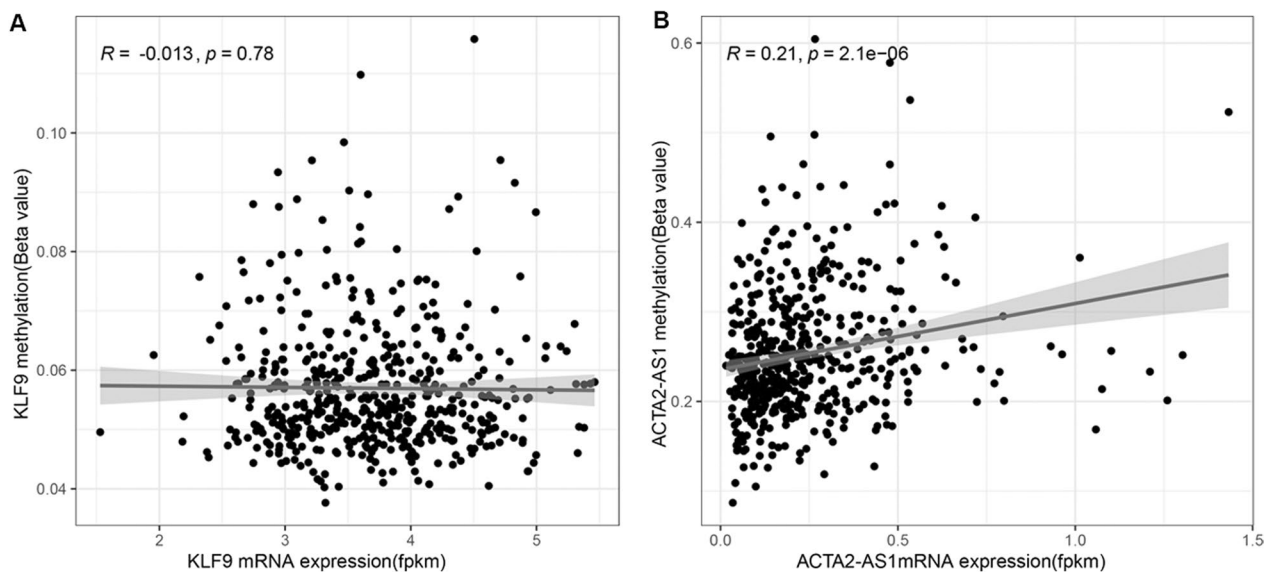 A
R = -0.013, p = 0.78
KLF9 methylation(Beta value)
0.10
0.08
0.06
0.04
2
3
4
5
KLF9 mRNA expression(fpkm)
B
R = 0.21, p = 2.1e-06
ACTA2-AS1 methylation(Beta value)
0.6
0.4
0.2
0.0
0.5
1.0
1.5
ACTA2-AS1mRNA expression(fpkm)